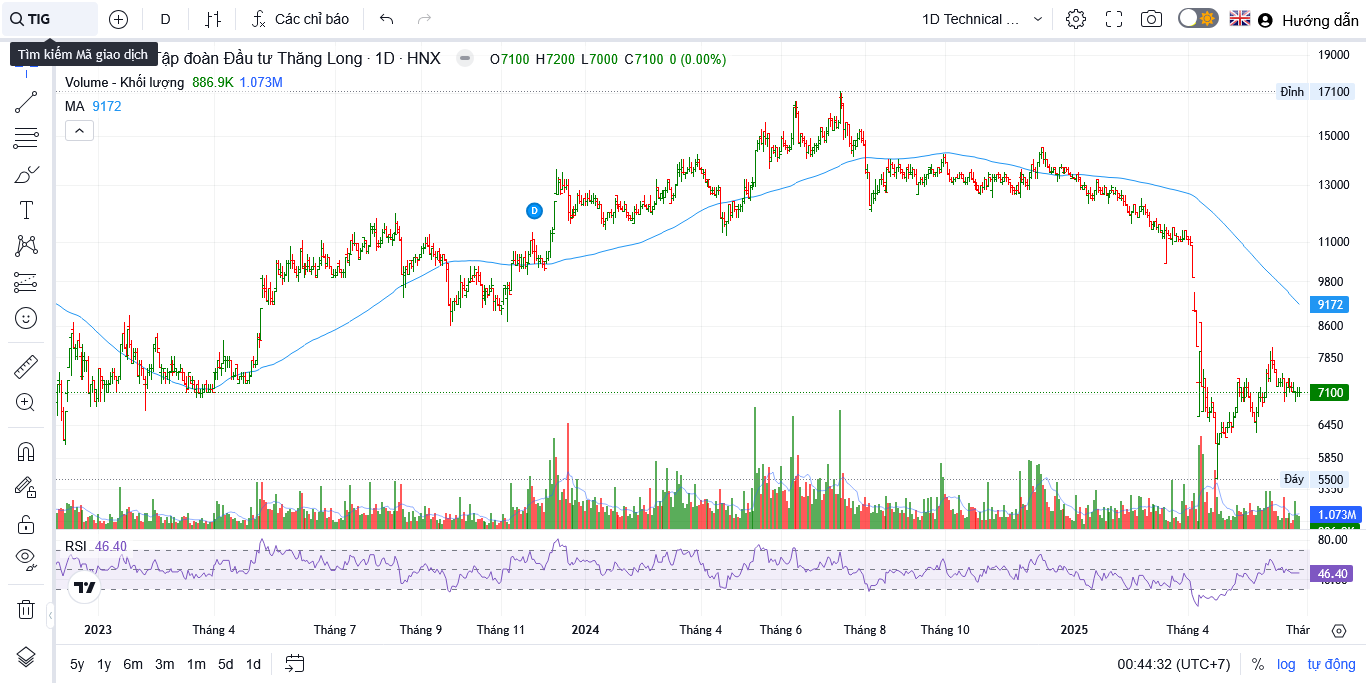 TIG
D
Các chỉ báo
1D Technical ...
Hướng dẫn
Tìm kiếm Mã giao dịch
Tập đoàn Đầu tư Thăng Long · 1D · HNX O7100 H7200 L7000 C7100 0 (0.00%)
Volume - Khối lượng 886.9K 1.073M
MA 9172
19000
Đỉnh 17100
15000
13000
D
11000
9800
9172
8600
7850
7100
6450
5850
Đáy 5500
5350
1.073M
RSI 46.40
80.00
46.40
2023 Tháng 4 Tháng 7 Tháng 9 Tháng 11 2024 Tháng 4 Tháng 6 Tháng 8 Tháng 10 2025 Tháng 4 Thár
5y 1y 6m 3m 1m 5d 1d
00:44:32 (UTC+7) % log tự động